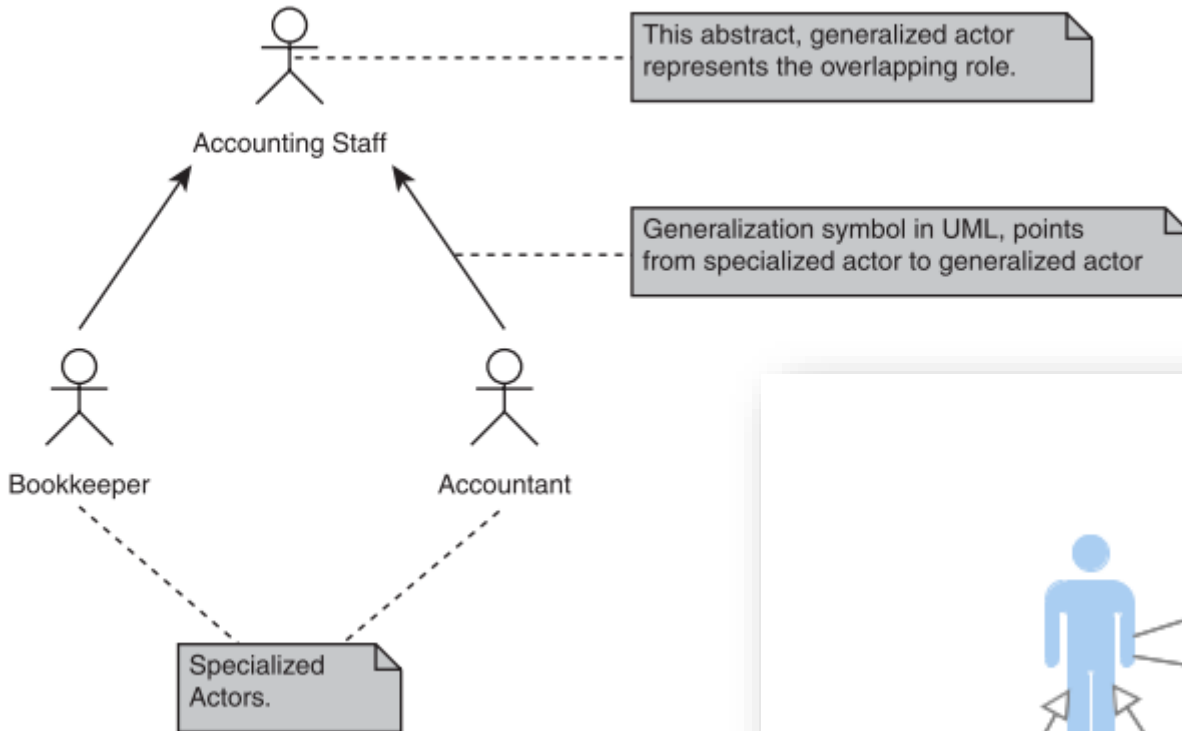 This abstract, generalized actor
represents the overlapping role.
Accounting Staff
Generalization symbol in UML, points
from specialized actor to generalized actor
Bookkeeper
Accountant
Specialized
Actors.